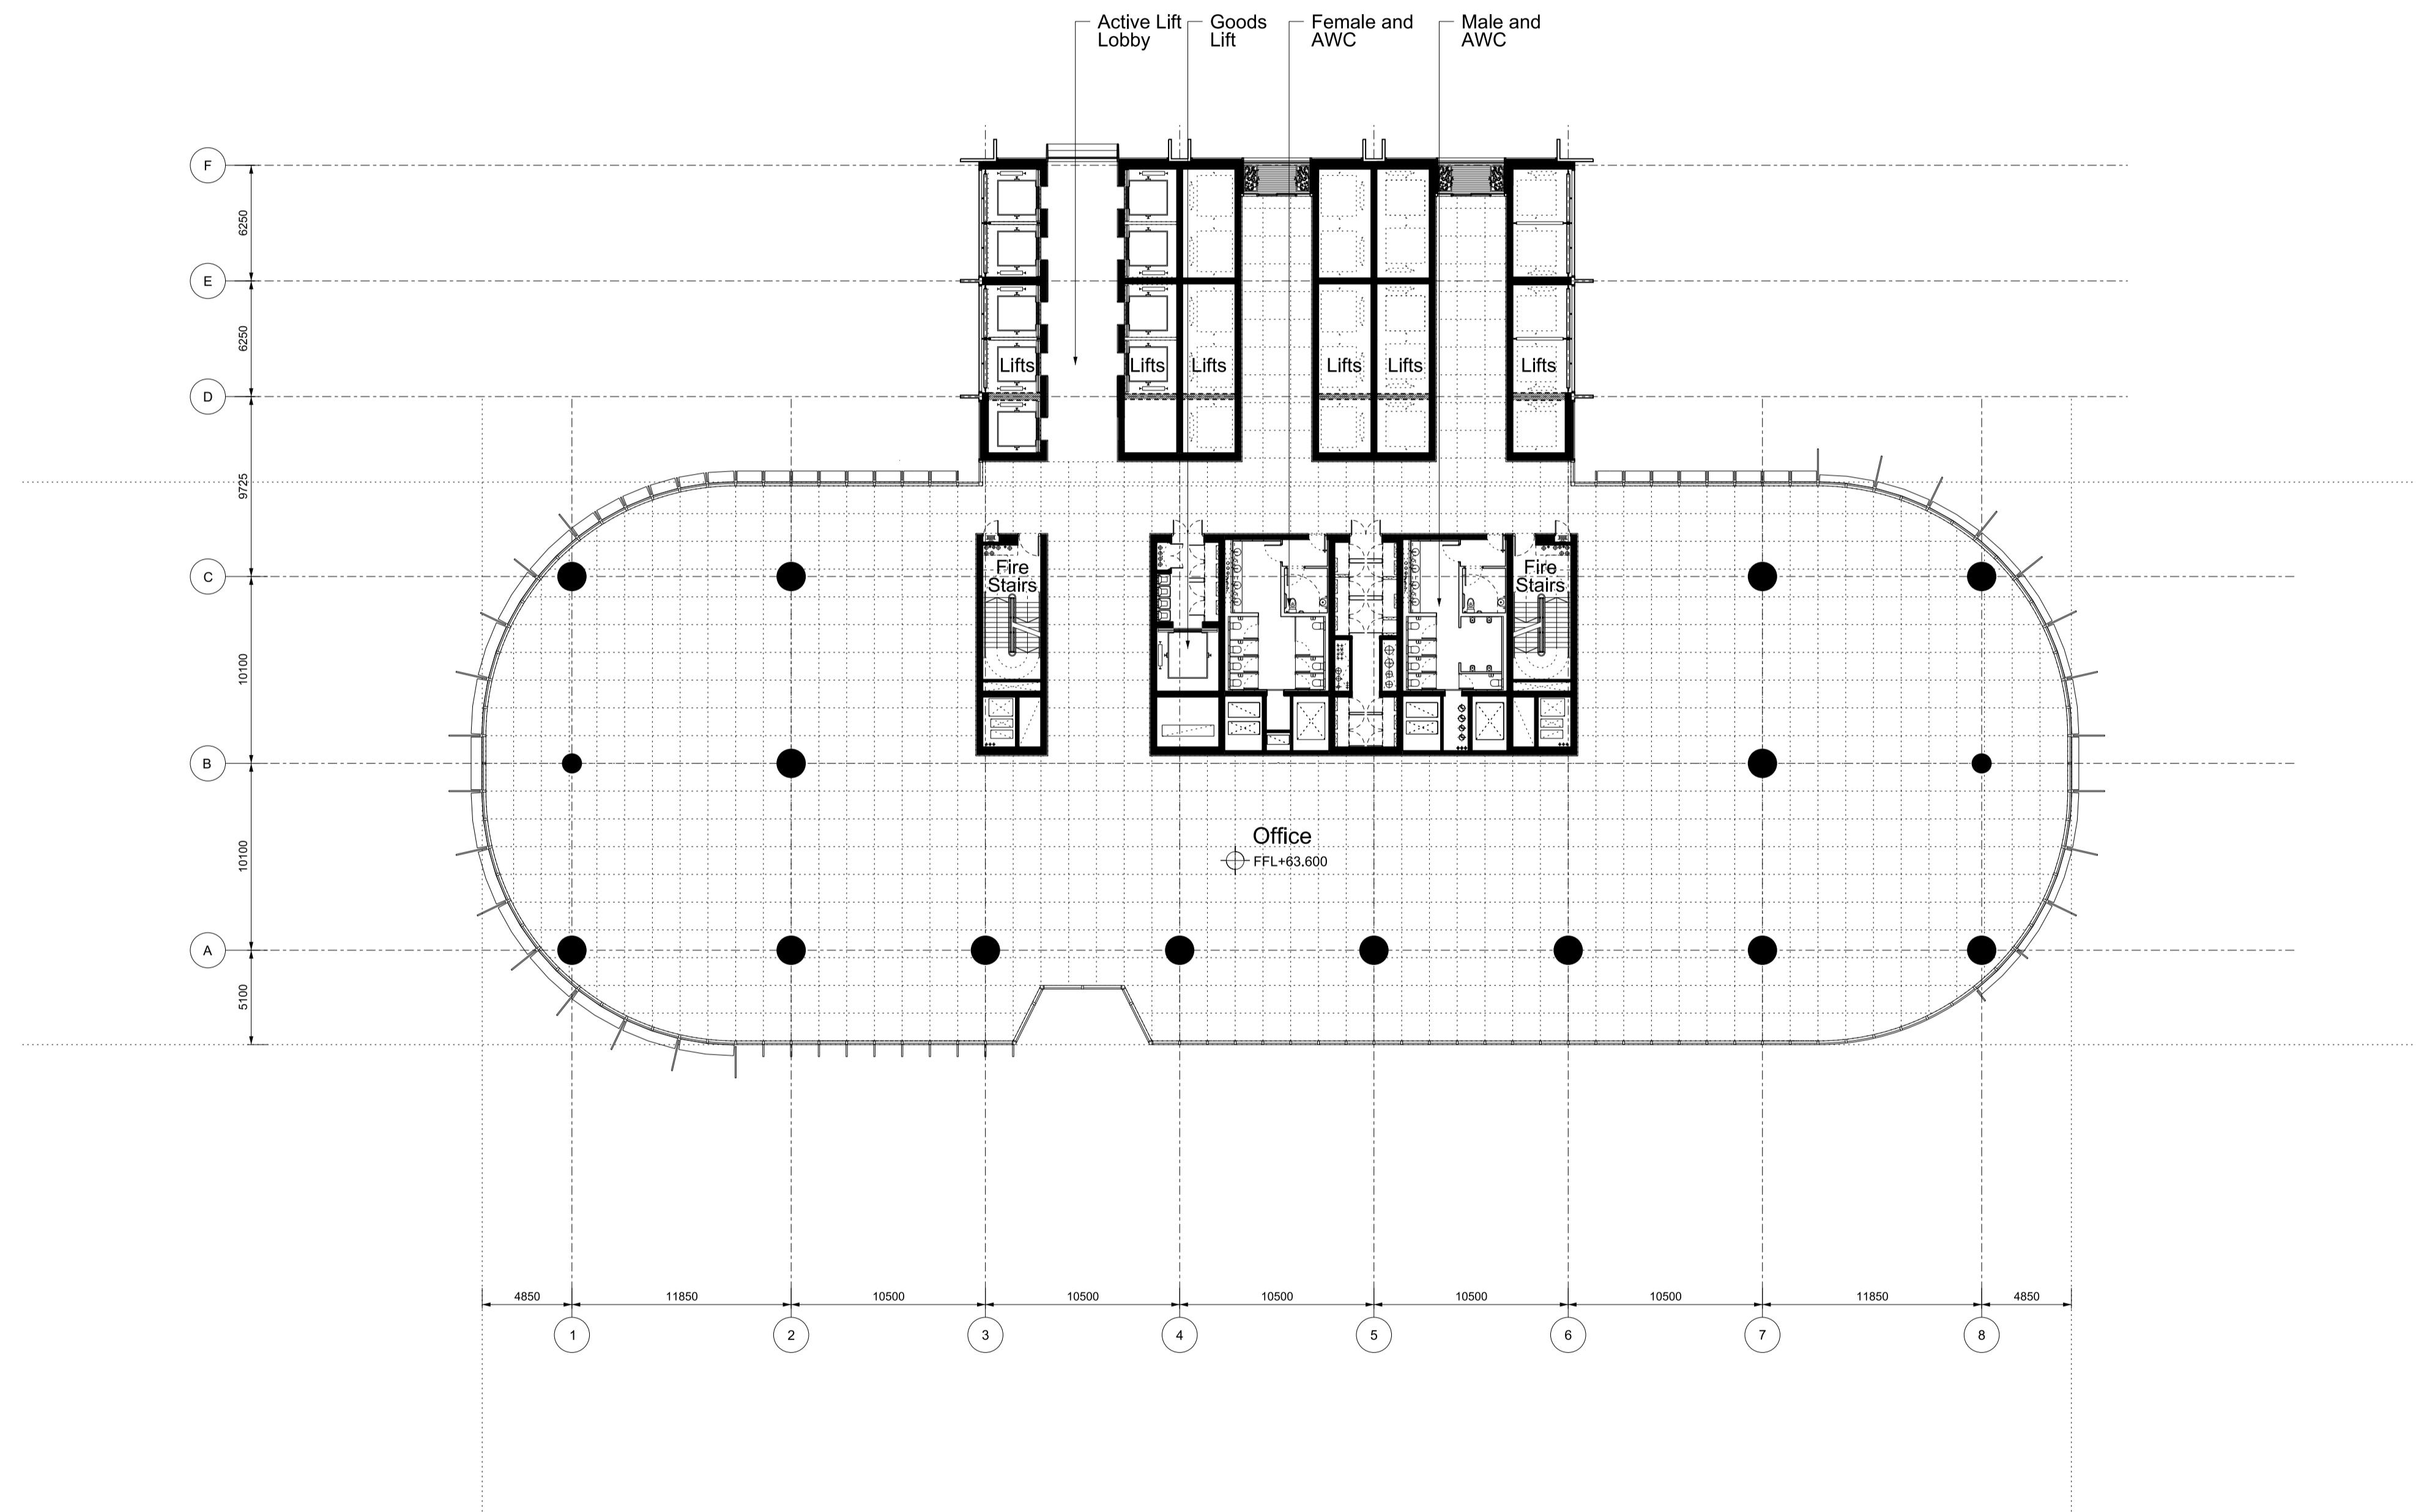 Active Lift
Lobby
Goods
Lift
Female and
AWC
Male and
AWC
F
6250
E
6250
Lifts
Lifts
Lifts
Lifts
Lifts
Lifts
D
9725
Fire
Stairs
Fire
Stairs
C
10100
B
10100
Office
FFL+63.600
A
5100
4850
11850
10500
10500
10500
10500
10500
11850
4850
1
2
3
4
5
6
7
8